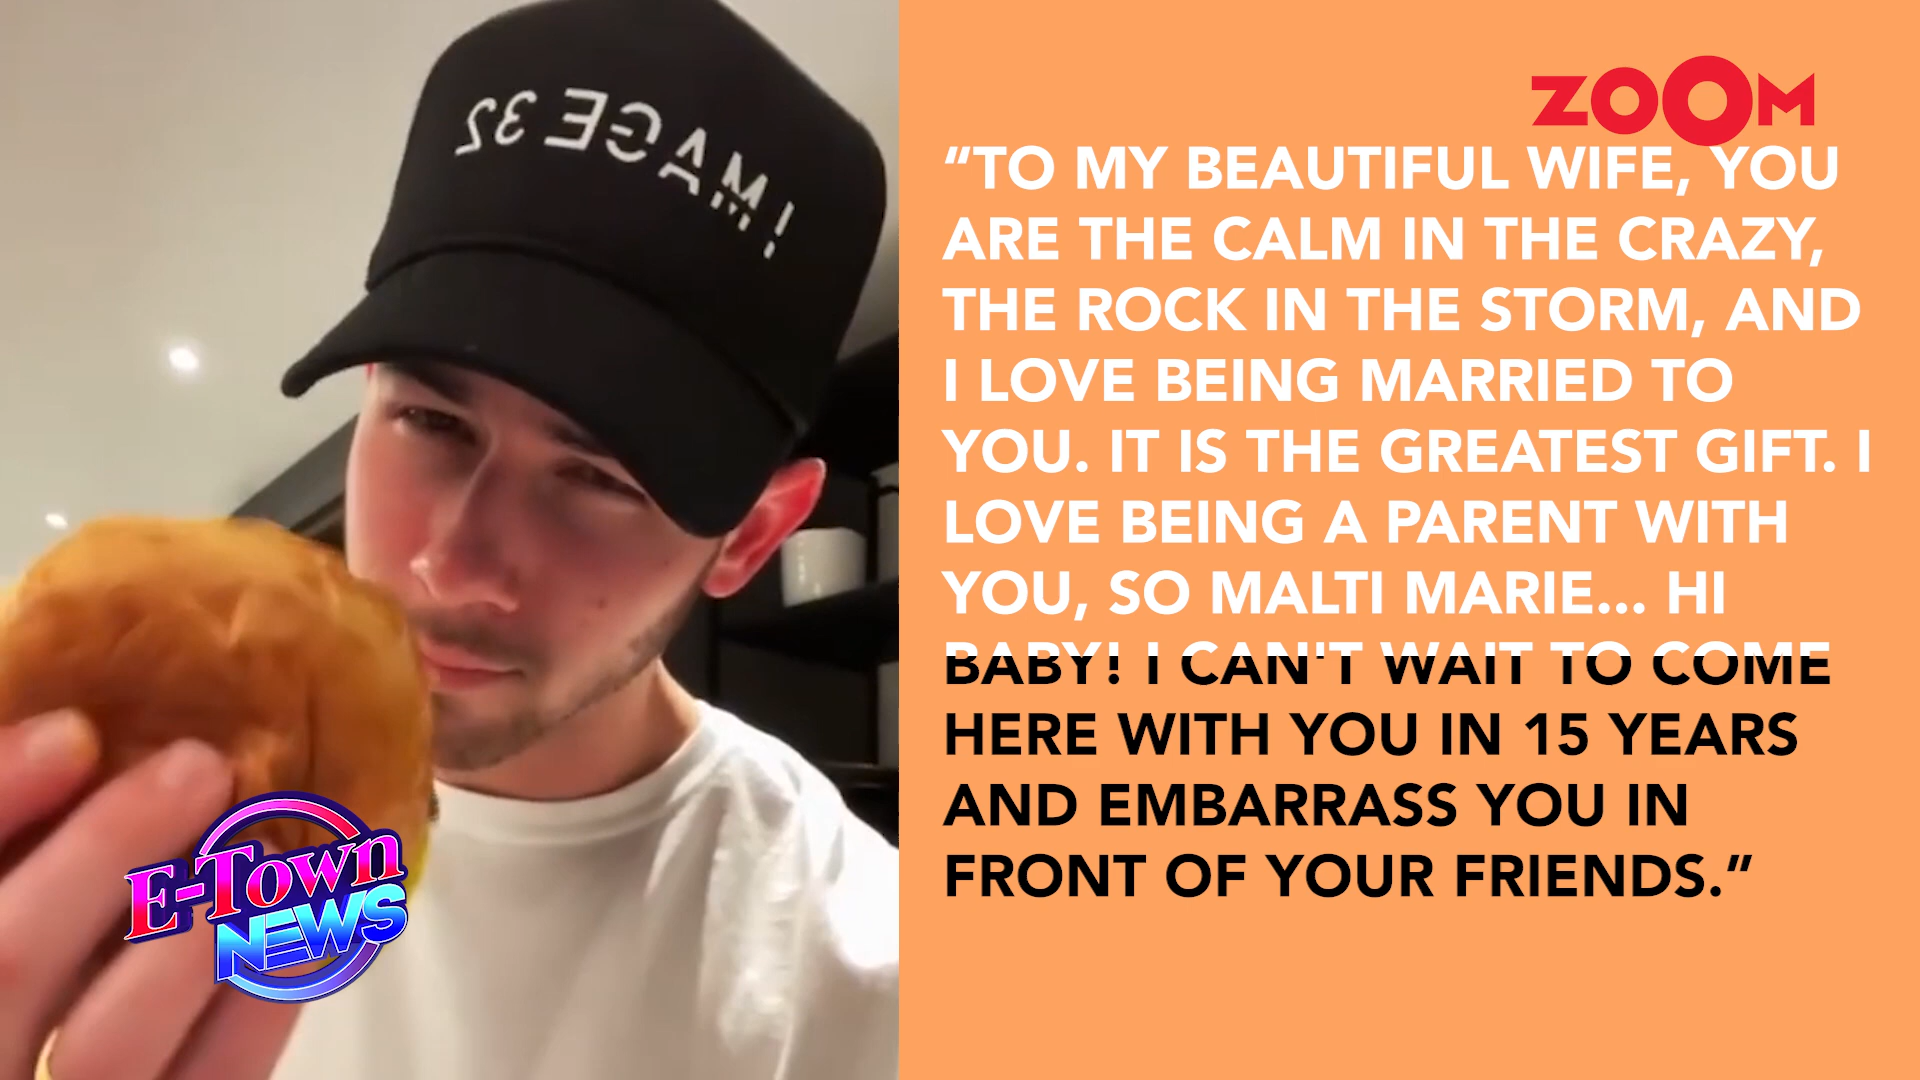 IMAGE 32
ZOOM
“TO MY BEAUTIFUL WIFE, YOU
ARE THE CALM IN THE CRAZY,
THE ROCK IN THE STORM, AND
I LOVE BEING MARRIED TO
YOU. IT IS THE GREATEST GIFT. I
LOVE BEING A PARENT WITH
YOU, SO MALTI MARIE... HI
BABY! I CAN'T WAIT TO COME
HERE WITH YOU IN 15 YEARS
AND EMBARRASS YOU IN
FRONT OF YOUR FRIENDS.”
E-Town
NEWS